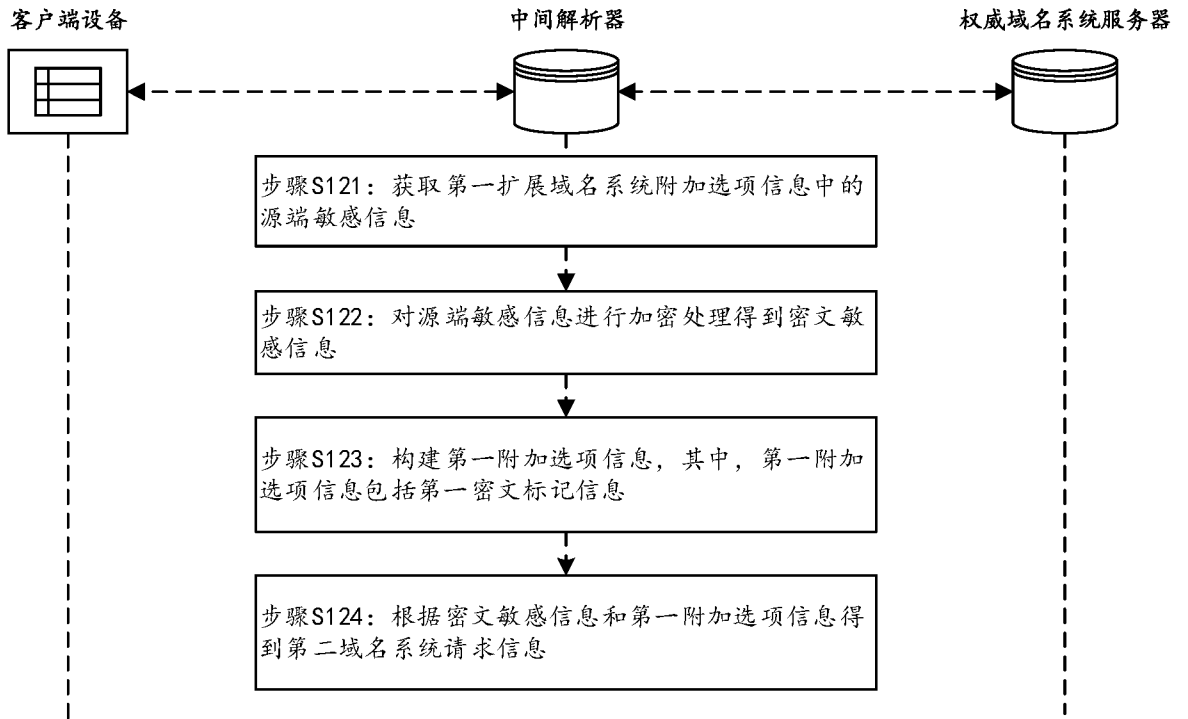 客户端设备
中间解析器
权威域名系统服务器
步骤S121：获取第一扩展域名系统附加选项信息中的
源端敏感信息
步骤S122：对源端敏感信息进行加密处理得到密文敏
感信息
步骤S123：构建第一附加选项信息，其中，第一附加
选项信息包括第一密文标记信息
步骤S124：根据密文敏感信息和第一附加选项信息得
到第二域名系统请求信息